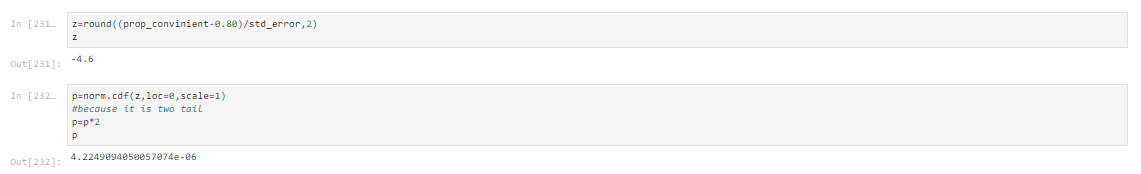 In [231…
z=round((prop_convinient-0.80)/std_error,2)
z
Out[231]:
-4.6
In [232…
p=norm.cdf(z,loc=0,scale=1)
#because it is two tail
p=p*2
p
Out[232]:
4.2249094050057074e-06